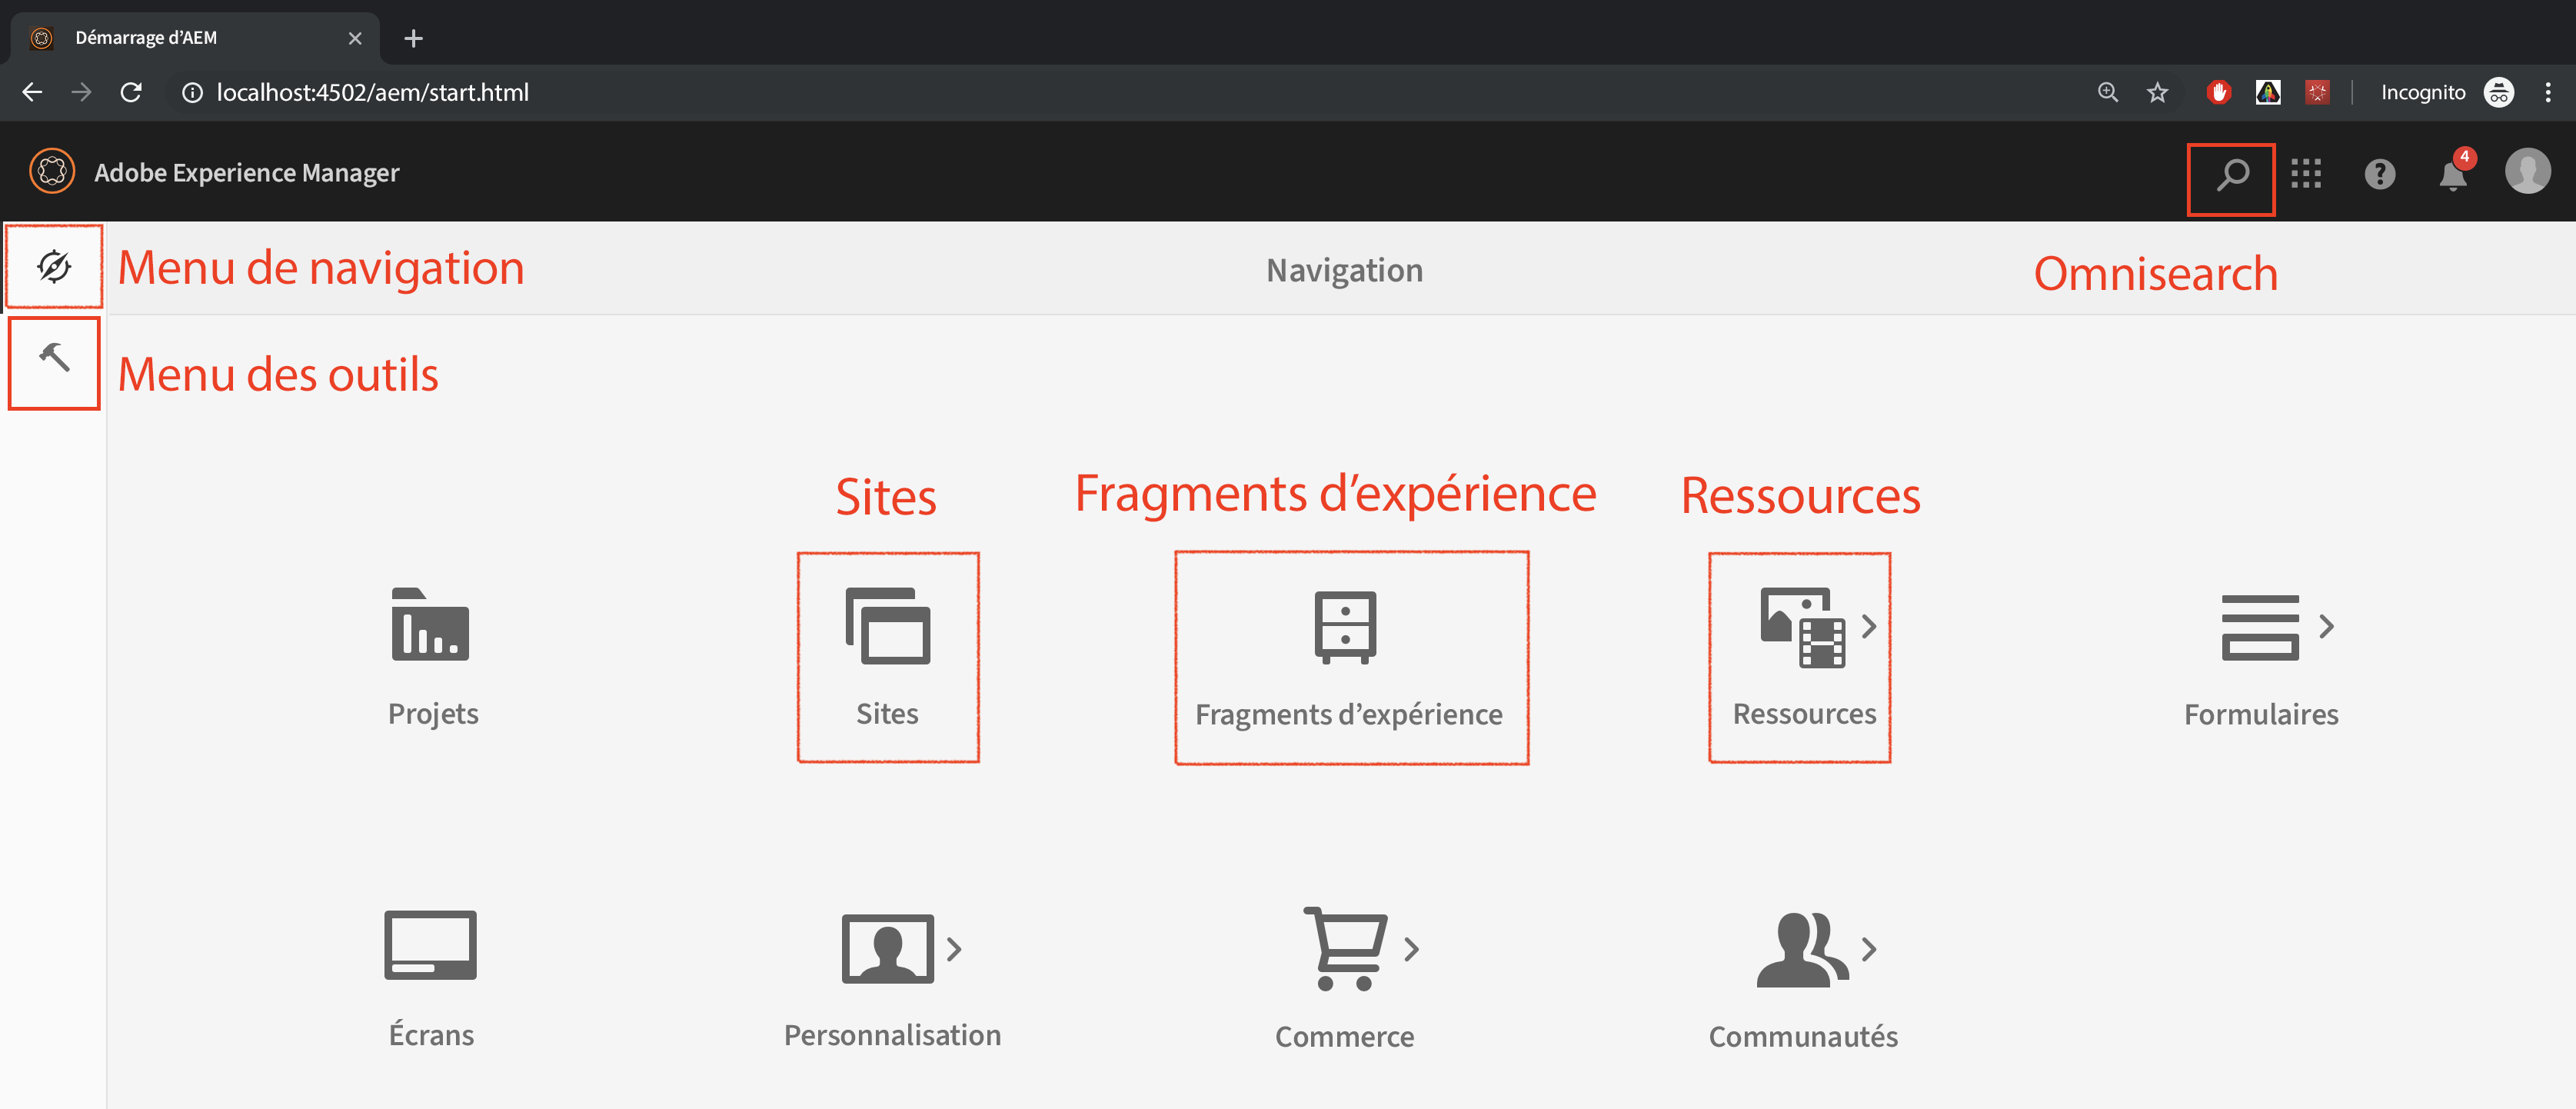 Démarrage d’AEM
localhost:4502/aem/start.html
Incognito
Adobe Experience Manager
4
Menu de navigation
Navigation
Omnisearch
Menu des outils
Sites
Fragments d’expérience
Ressources
Projets
Sites
Fragments d’expérience
Ressources
Formulaires
Écrans
Personnalisation
Commerce
Communautés